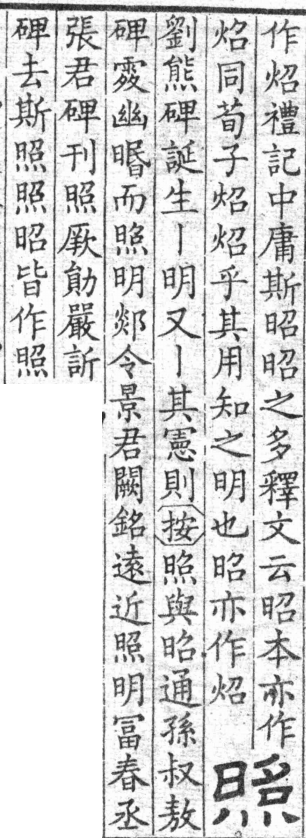 作炤禮記中庸斯昭昭之多釋文云昭本亦作
炤同荀子炤炤乎其用知之明也昭亦作炤
照
劉熊碑誕生丨明又丨其憲則按照與昭通孫叔敖
碑處幽而照明郯令景君闕銘遠近照明冨春丞
張君碑刊照厥勛嚴訢
碑去斯照照昭皆作照